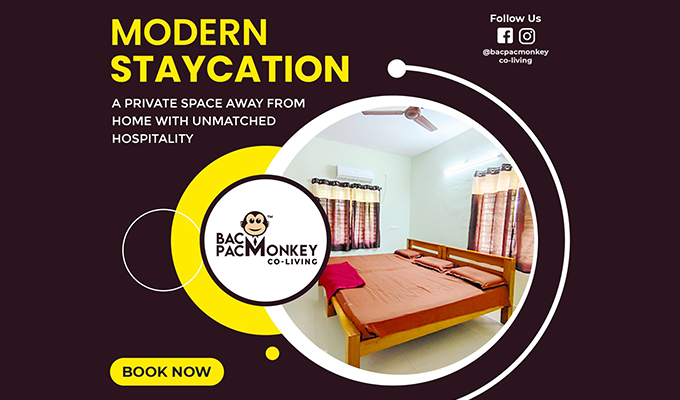 MODERN
STAYCATION
A PRIVATE SPACE AWAY FROM
HOME WITH UNMATCHED
HOSPITALITY
Follow Us
@bacpacmonkey
co-living
BAC
PACMONKEY
CO-LIVING
TM
BOOK NOW